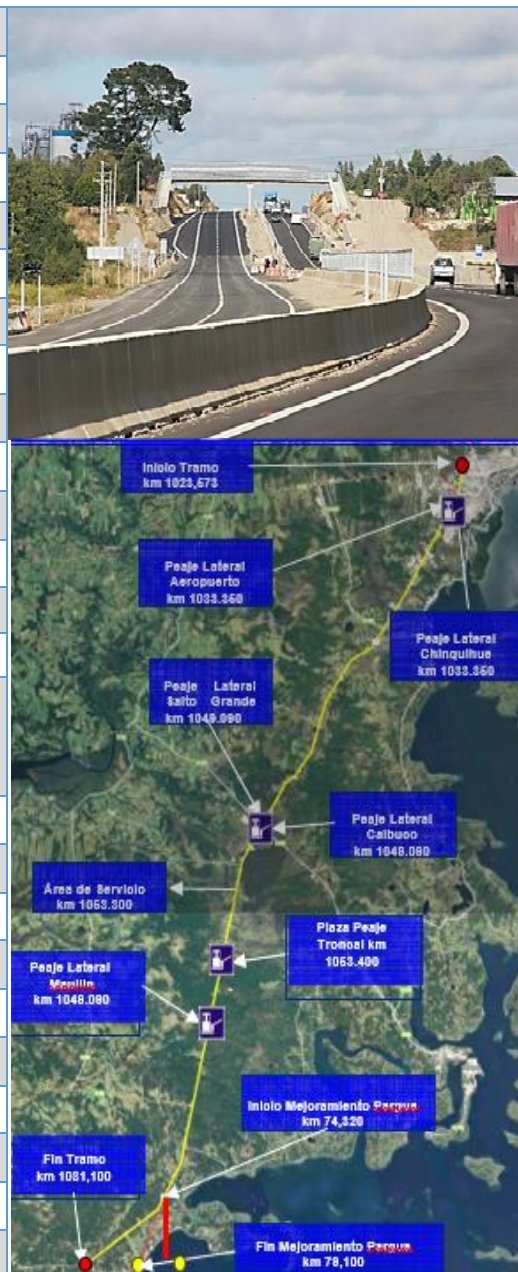 Inicio Tramo
km 1023,573
Peaje Lateral
Aeropuerto
km 1033.350
Peaje Lateral
Chinquihue
km 1033.350
Peaje Lateral
Salto Grande
km 1049.090
Peaje Lateral
Calbuco
km 1049.090
Área de Servicio
km 1053.300
Plaza Peaje
Troncal km
1053.400
Peaje Lateral
Maullin
km 1049.090
Inicio Mejoramiento Pargua
km 74,320
Fin Tramo
km 1081,100
Fin Mejoramiento Pargua
km 79,100